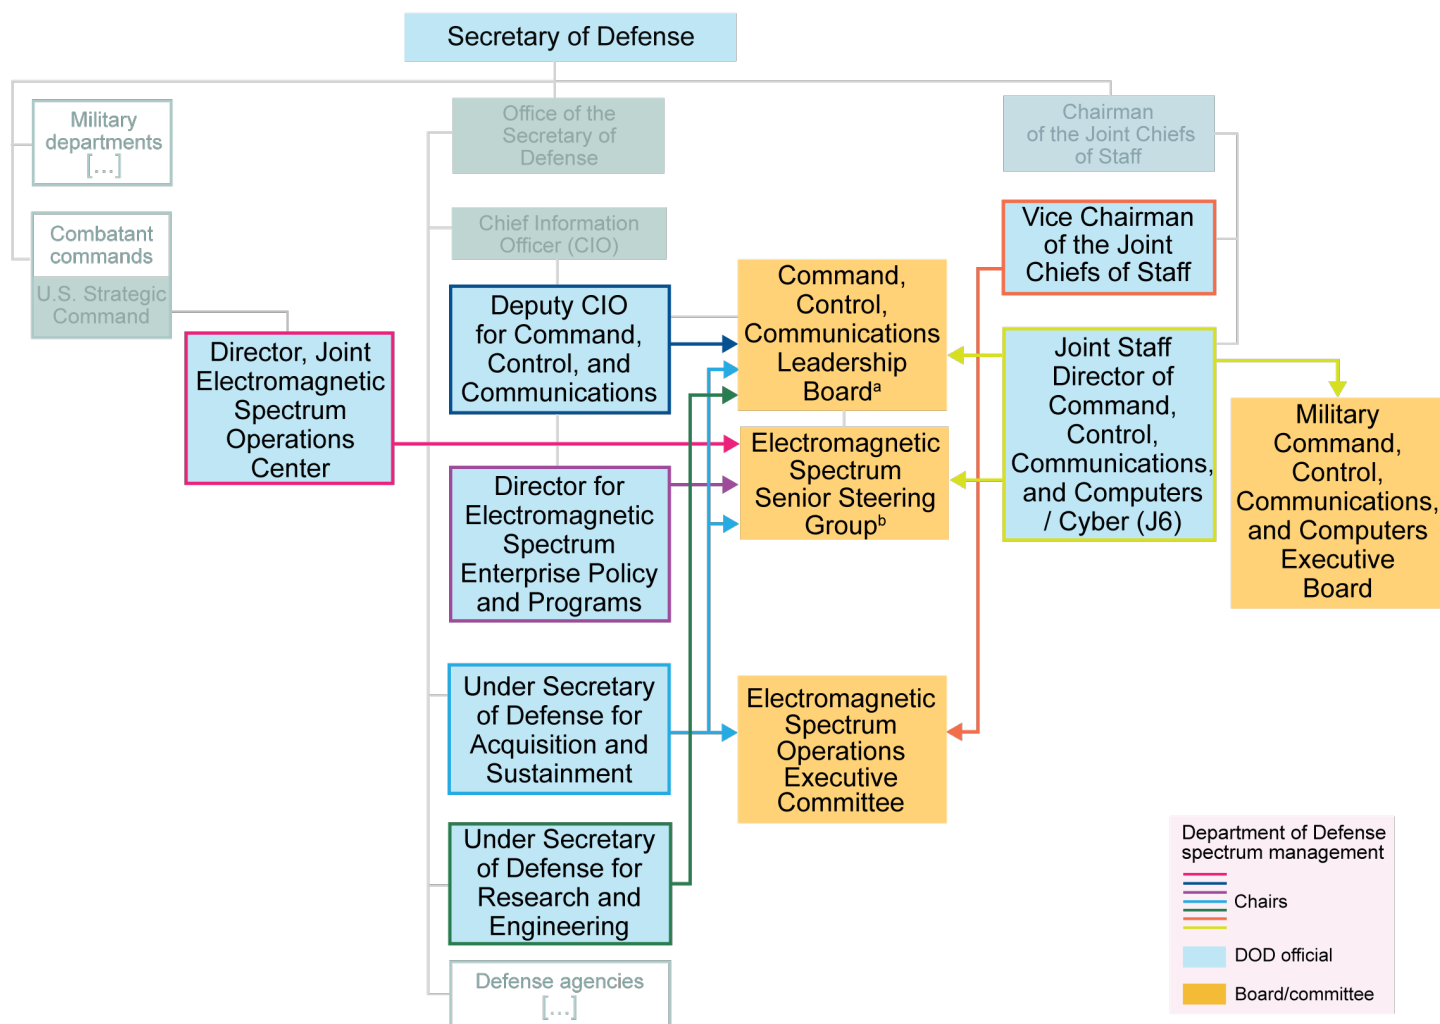 Secretary of Defense
Military
departments
[...]
Office of the
Secretary of
Defense
Chairman
of the Joint Chiefs
of Staff
Combatant
commands
U.S. Strategic
Command
Chief Information
Officer (CIO)
Vice Chairman
of the Joint
Chiefs of Staff
Director, Joint
Electromagnetic
Spectrum
Operations
Center
Deputy CIO
for Command,
Control, and
Communications
Command,
Control,
Communications
Leadership
Boardᵃ
Joint Staff
Director of
Command,
Control,
Communications,
and Computers
/ Cyber (J6)
Military
Command,
Control,
Communications,
and Computers
Executive
Board
Director for
Electromagnetic
Spectrum
Enterprise Policy
and Programs
Electromagnetic
Spectrum
Senior Steering
Groupᵇ
Under Secretary
of Defense for
Acquisition and
Sustainment
Electromagnetic
Spectrum
Operations
Executive
Committee
Under Secretary
of Defense for
Research and
Engineering
Defense agencies
[...]
Department of Defense
spectrum management
Chairs
DOD official
Board/committee